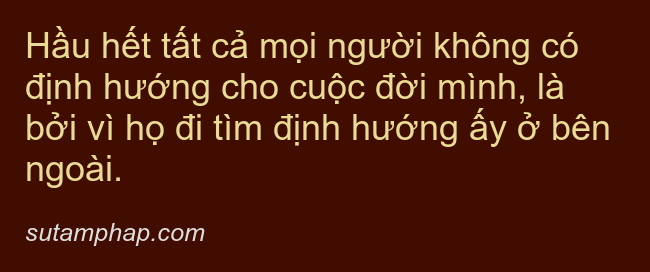 Hầu hết tất cả mọi người không có
định hướng cho cuộc đời mình, là
bởi vì họ đi tìm định hướng ấy ở bên
ngoài.
sutamphap.com